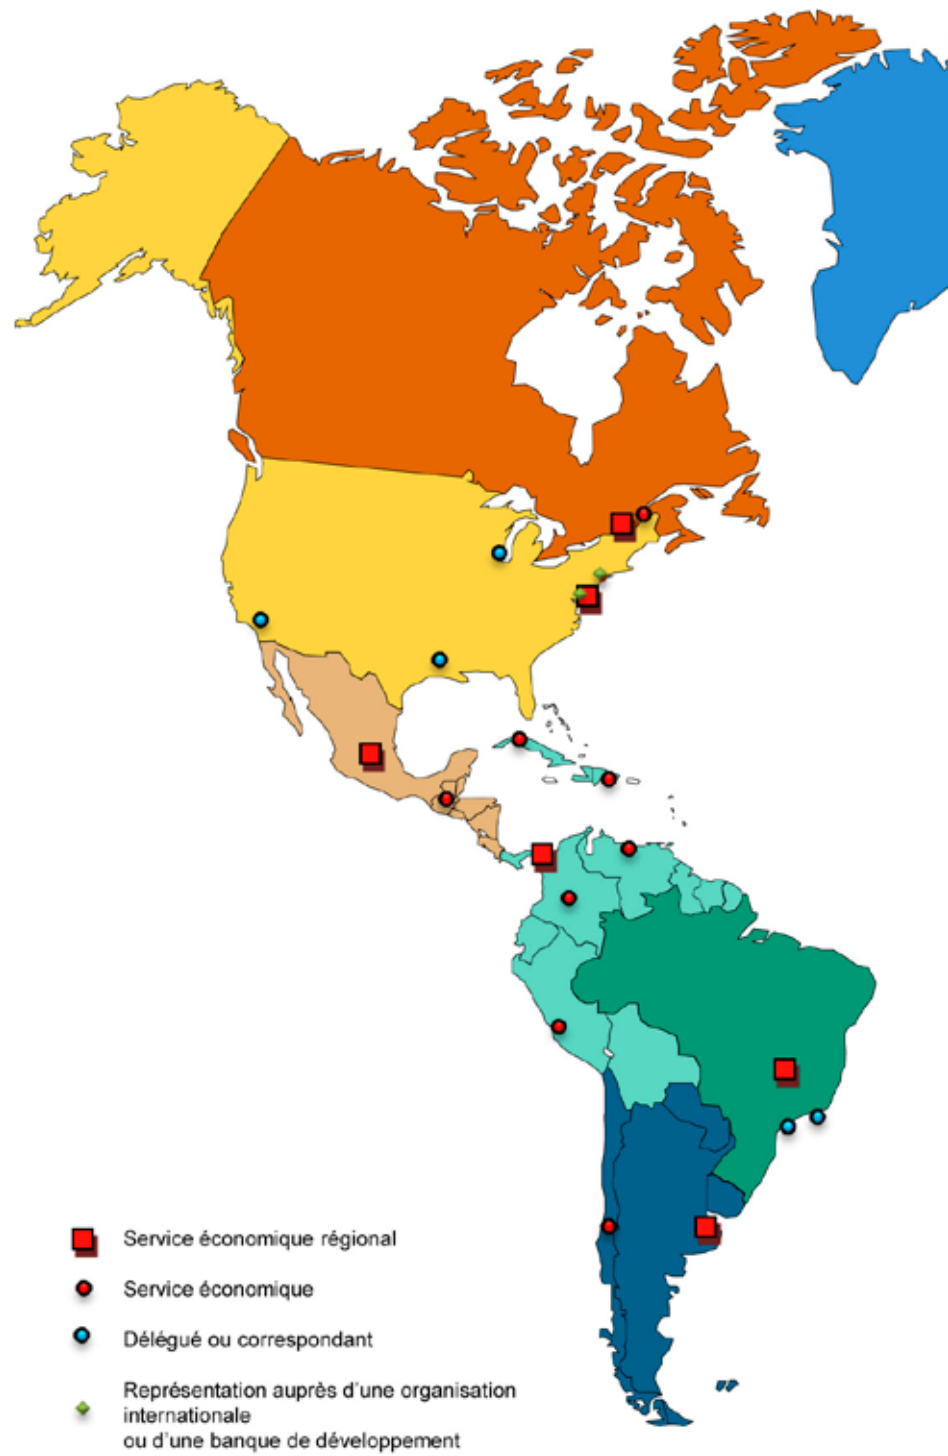 Service économique régional
Service économique
Délégué ou correspondant
Représentation auprès d'une organisation
internationale
ou d'une banque de développement